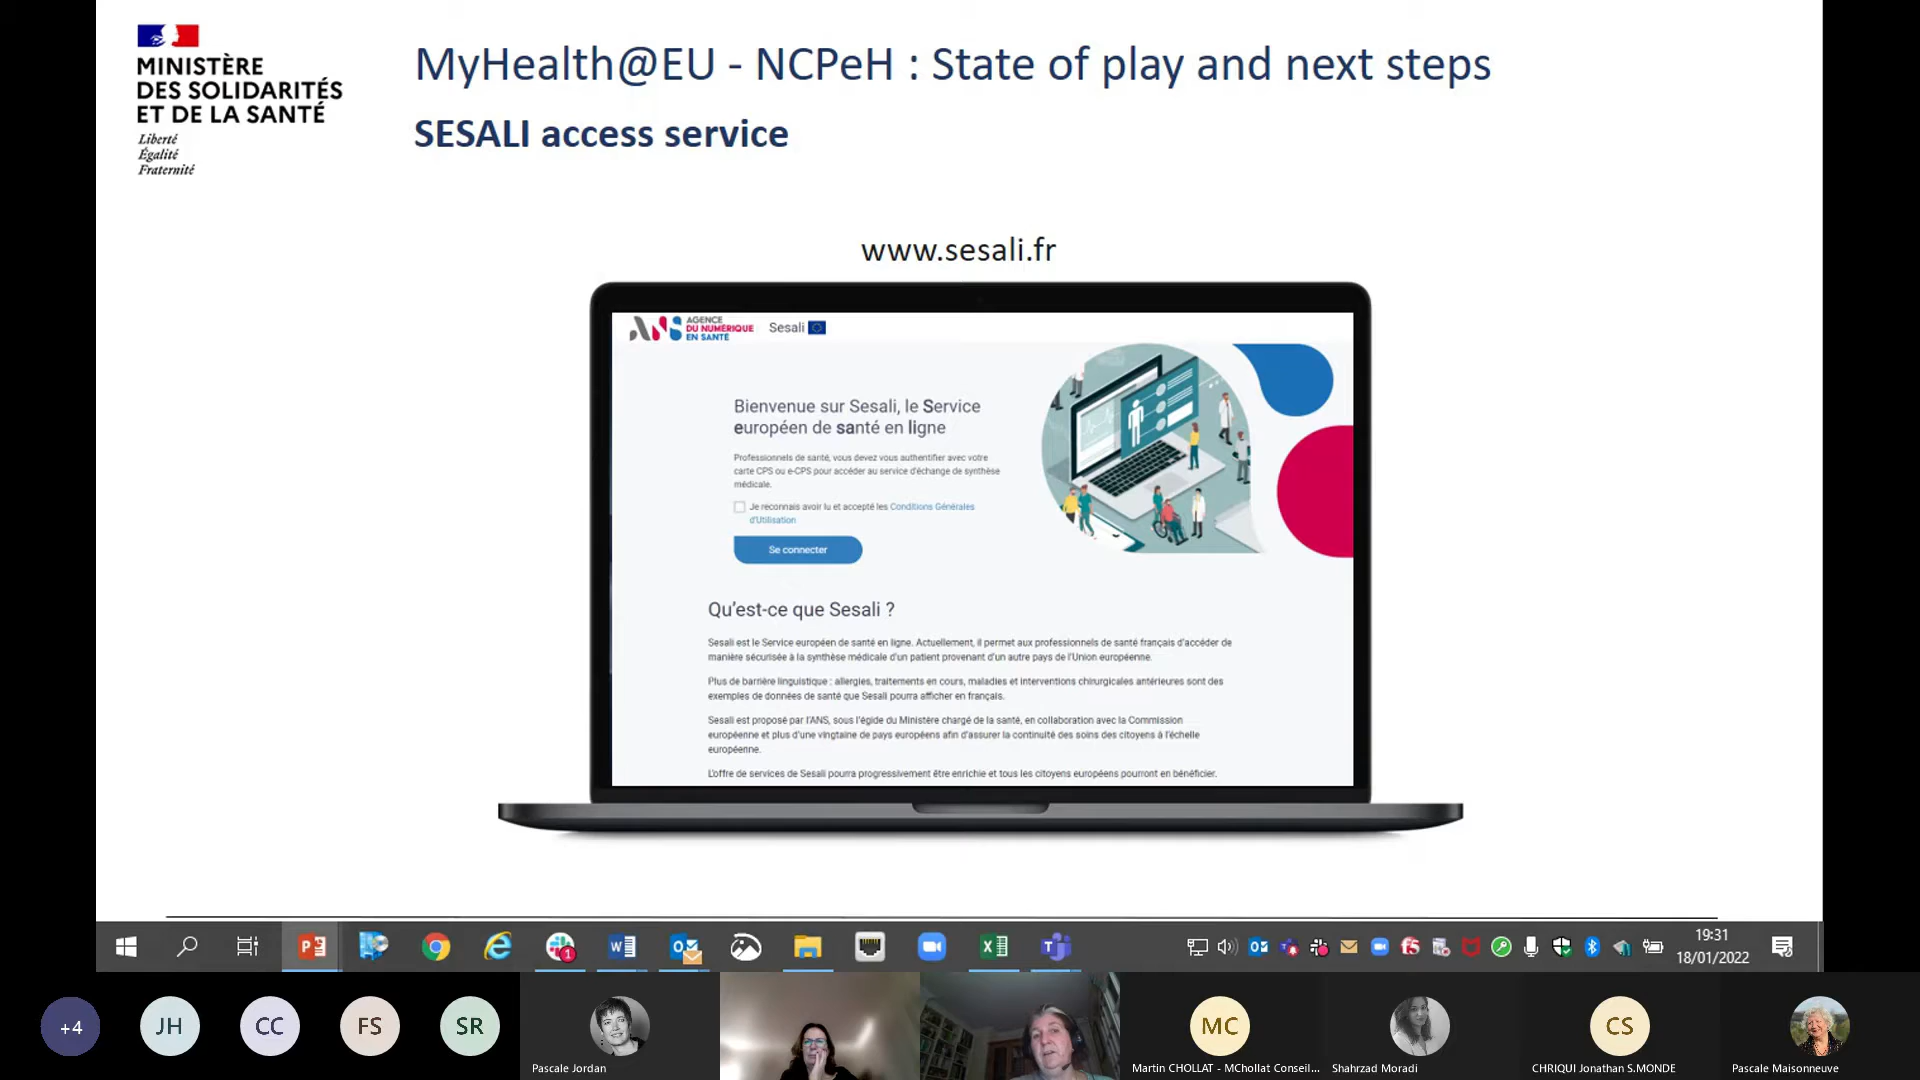 MINISTÈRE
DES SOLIDARITÉS
ET DE LA SANTÉ
Liberté
Égalité
Fraternité
MyHealth@EU - NCPeH : State of play and next steps
SESALI access service
www.sesali.fr
AGENCE
DU NUMÉRIQUE
EN SANTÉ
Sesali
Bienvenue sur Sesali, le Service
européen de santé en ligne
Professionnels de santé, vous devez vous authentifier avec votre
carte CPS ou e-CPS pour accéder au service d'échange de synthèse
médicale.
Je reconnais avoir lu et accepté les Conditions Générales
d'Utilisation
Se connecter
Qu'est-ce que Sesali ?
Sesali est le Service européen de santé en ligne. Actuellement, il permet aux professionnels de santé français d'accéder de
manière sécurisée à la synthèse médicale d'un patient provenant d'un autre pays de l'Union européenne.
Plus de barrière linguistique : allergies, traitements en cours, maladies et interventions chirurgicales antérieures sont des
exemples de données de santé que Sesali pourra afficher en français.
Sesali est proposé par l'ANS, sous l'égide du Ministère chargé de la santé, en collaboration avec la Commission
européenne et plus d'une vingtaine de pays européens afin d'assurer la continuité des soins des citoyens à l'échelle
européenne.
L'offre de services de Sesali pourra progressivement être enrichie et tous les citoyens européens pourront en bénéficier.
19:31
18/01/2022
+4
JH
CC
FS
SR
Pascale Jordan
MC
Martin CHOLLAT - MChollat Conseil...
Shahrzad Moradi
CS
CHRIQUI Jonathan S.MONDE
Pascale Maisonneuve